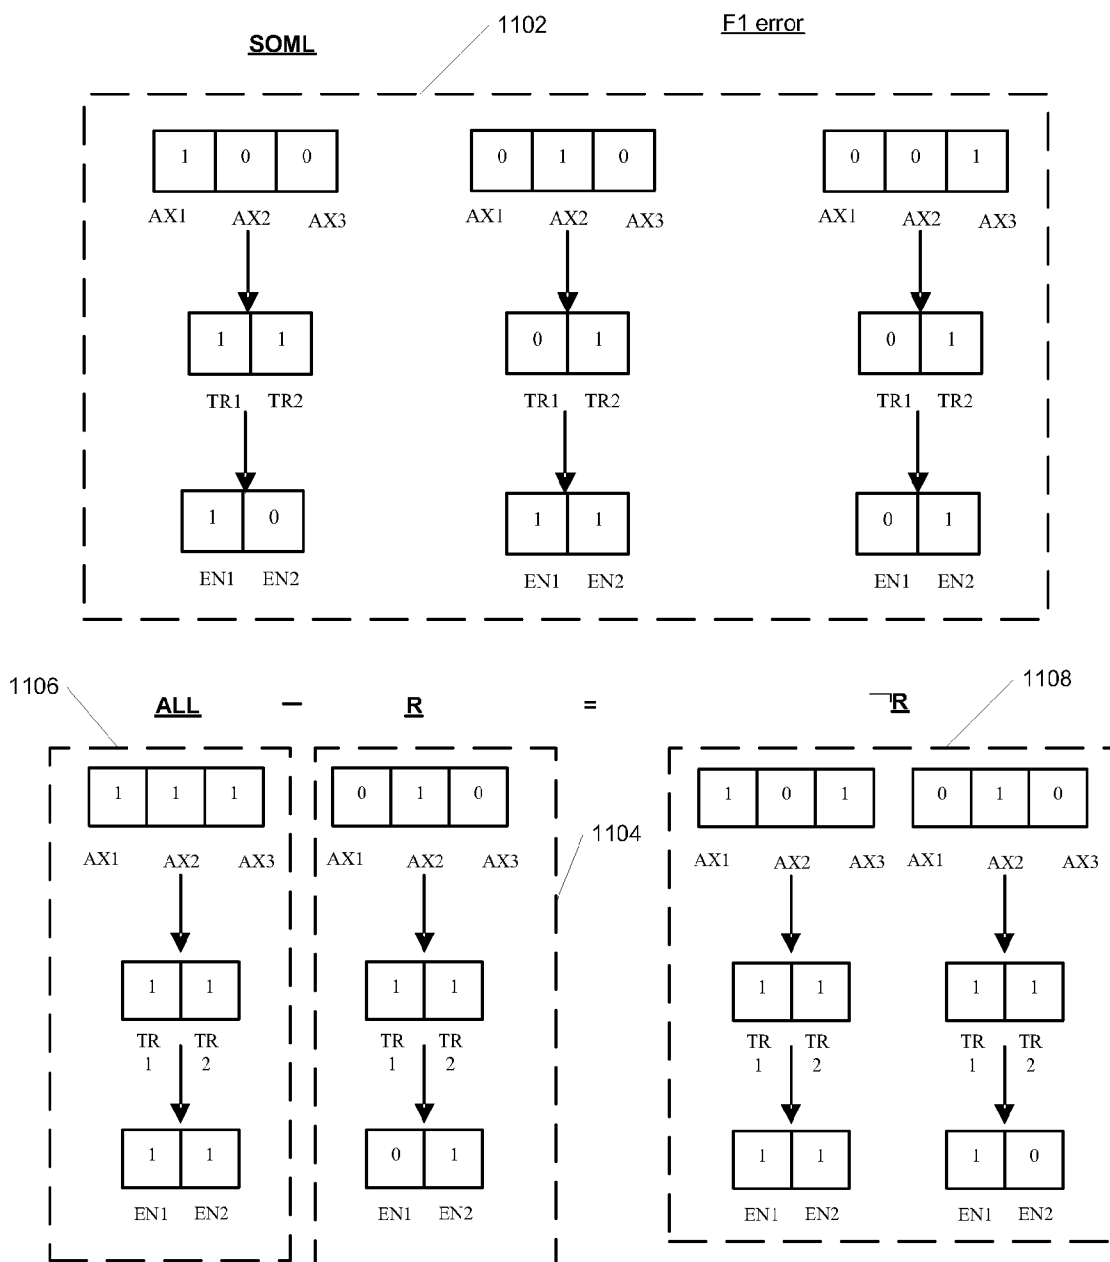 1102 F1 error
SOML
1 0 0 0 1 0 0 0 1
AX1 AX2 AX3 AX1 AX2 AX3 AX1 AX2 AX3
1 1 0 1 0 1
TR1 TR2 TR1 TR2 TR1 TR2
1 0 1 1 0 1
EN1 EN2 EN1 EN2 EN1 EN2
1106 1108
ALL – R = ¬R
1 1 1 0 1 0 1 0 1 0 1 0
1104
AX1 AX2 AX3 AX1 AX2 AX3 AX1 AX2 AX3 AX1 AX2 AX3
1 1 1 1 1 1 1 1
TR TR TR TR TR TR TR TR
1 2 1 2 1 2 1 2
1 1 0 1 1 1 1 0
EN1 EN2 EN1 EN2 EN1 EN2 EN1 EN2